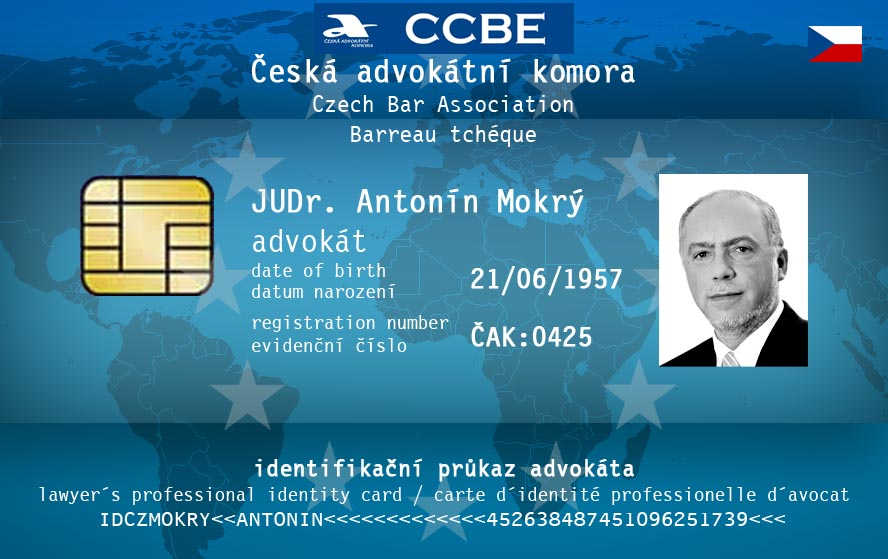 ČESKÁ ADVOKÁTNÍ KOMORA
CCBE
Česká advokátní komora
Czech Bar Association
Barreau tchéque
JUDr. Antonín Mokrý
advokát
date of birth
datum narození
21/06/1957
registration number
evidenční číslo
ČAK:0425
identifikační průkaz advokáta
lawyer´s professional identity card / carte d´identité professionelle d´avocat
IDCZMOKRY<<ANTONIN<<<<<<<<<<<<<452638487451096251739<<<